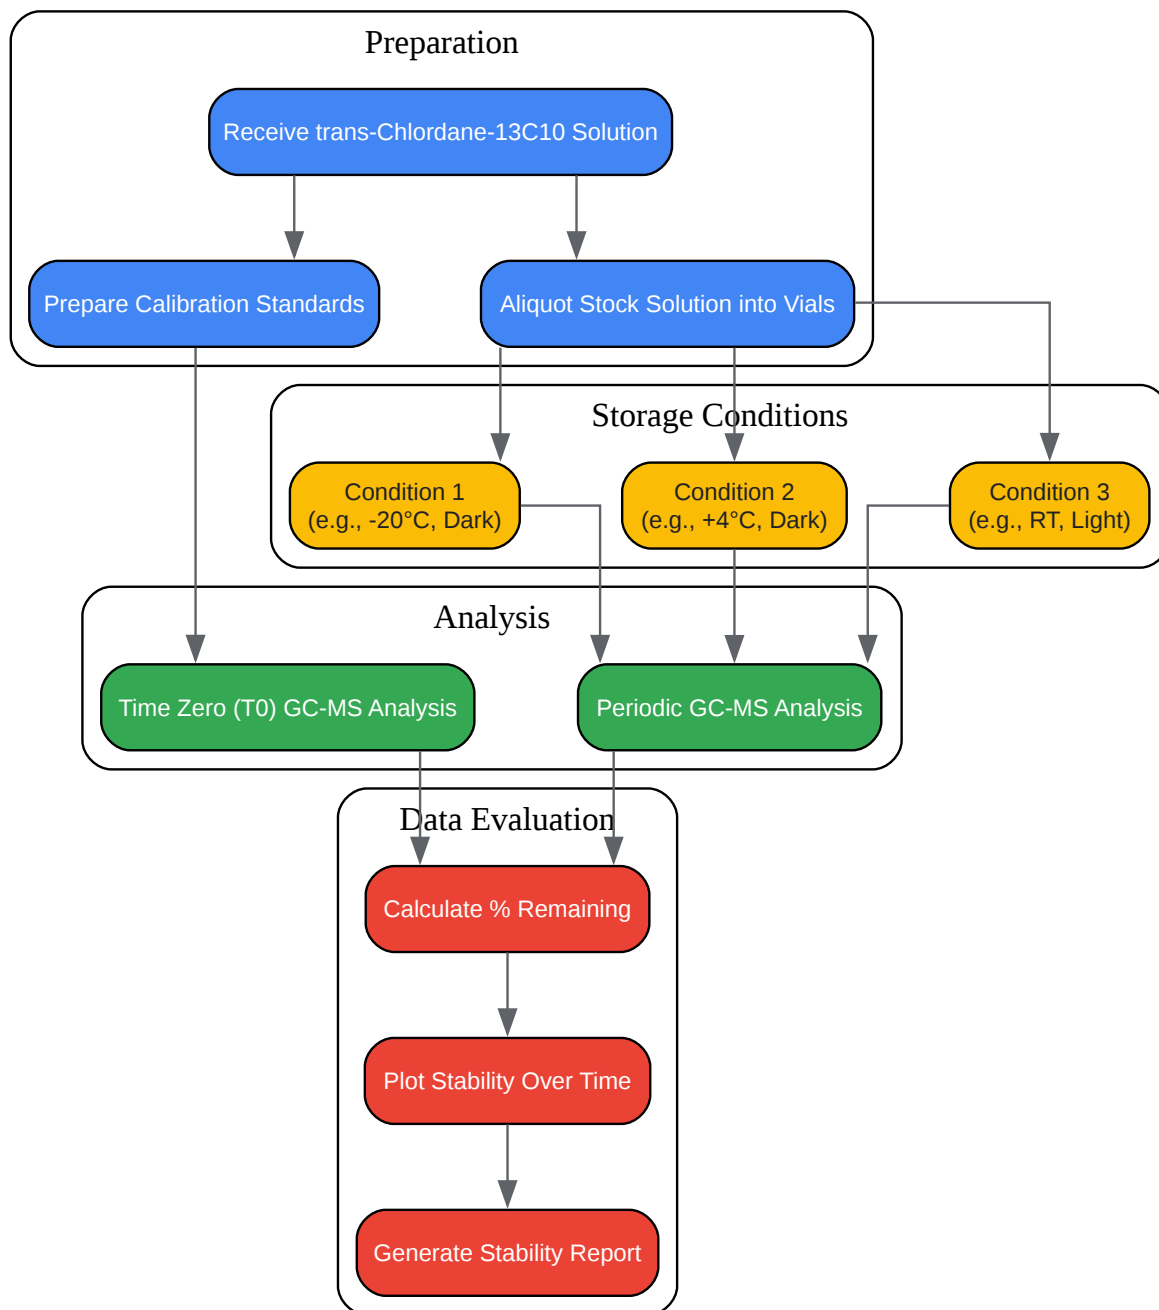 Preparation
Receive trans-Chlordane-13C10 Solution
Prepare Calibration Standards
Aliquot Stock Solution into Vials
Storage Conditions
Condition 1
(e.g., -20°C, Dark)
Condition 2
(e.g., +4°C, Dark)
Condition 3
(e.g., RT, Light)
Analysis
Time Zero (T0) GC-MS Analysis
Periodic GC-MS Analysis
Data Evaluation
Calculate % Remaining
Plot Stability Over Time
Generate Stability Report